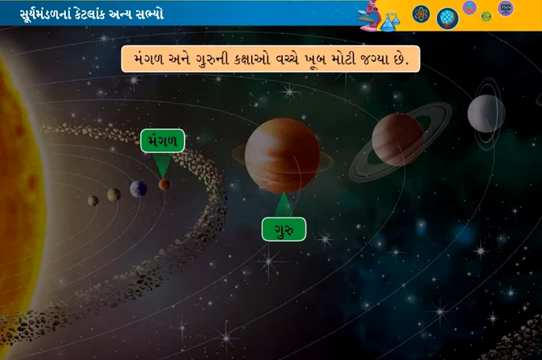 સૂર્યમંડળનાં કેટલાંક અન્ય સભ્યો
મંગળ અને ગુરુની કક્ષાઓ વચ્ચે ખૂબ મોટી જગ્યા છે.
મંગળ
ગુરુ